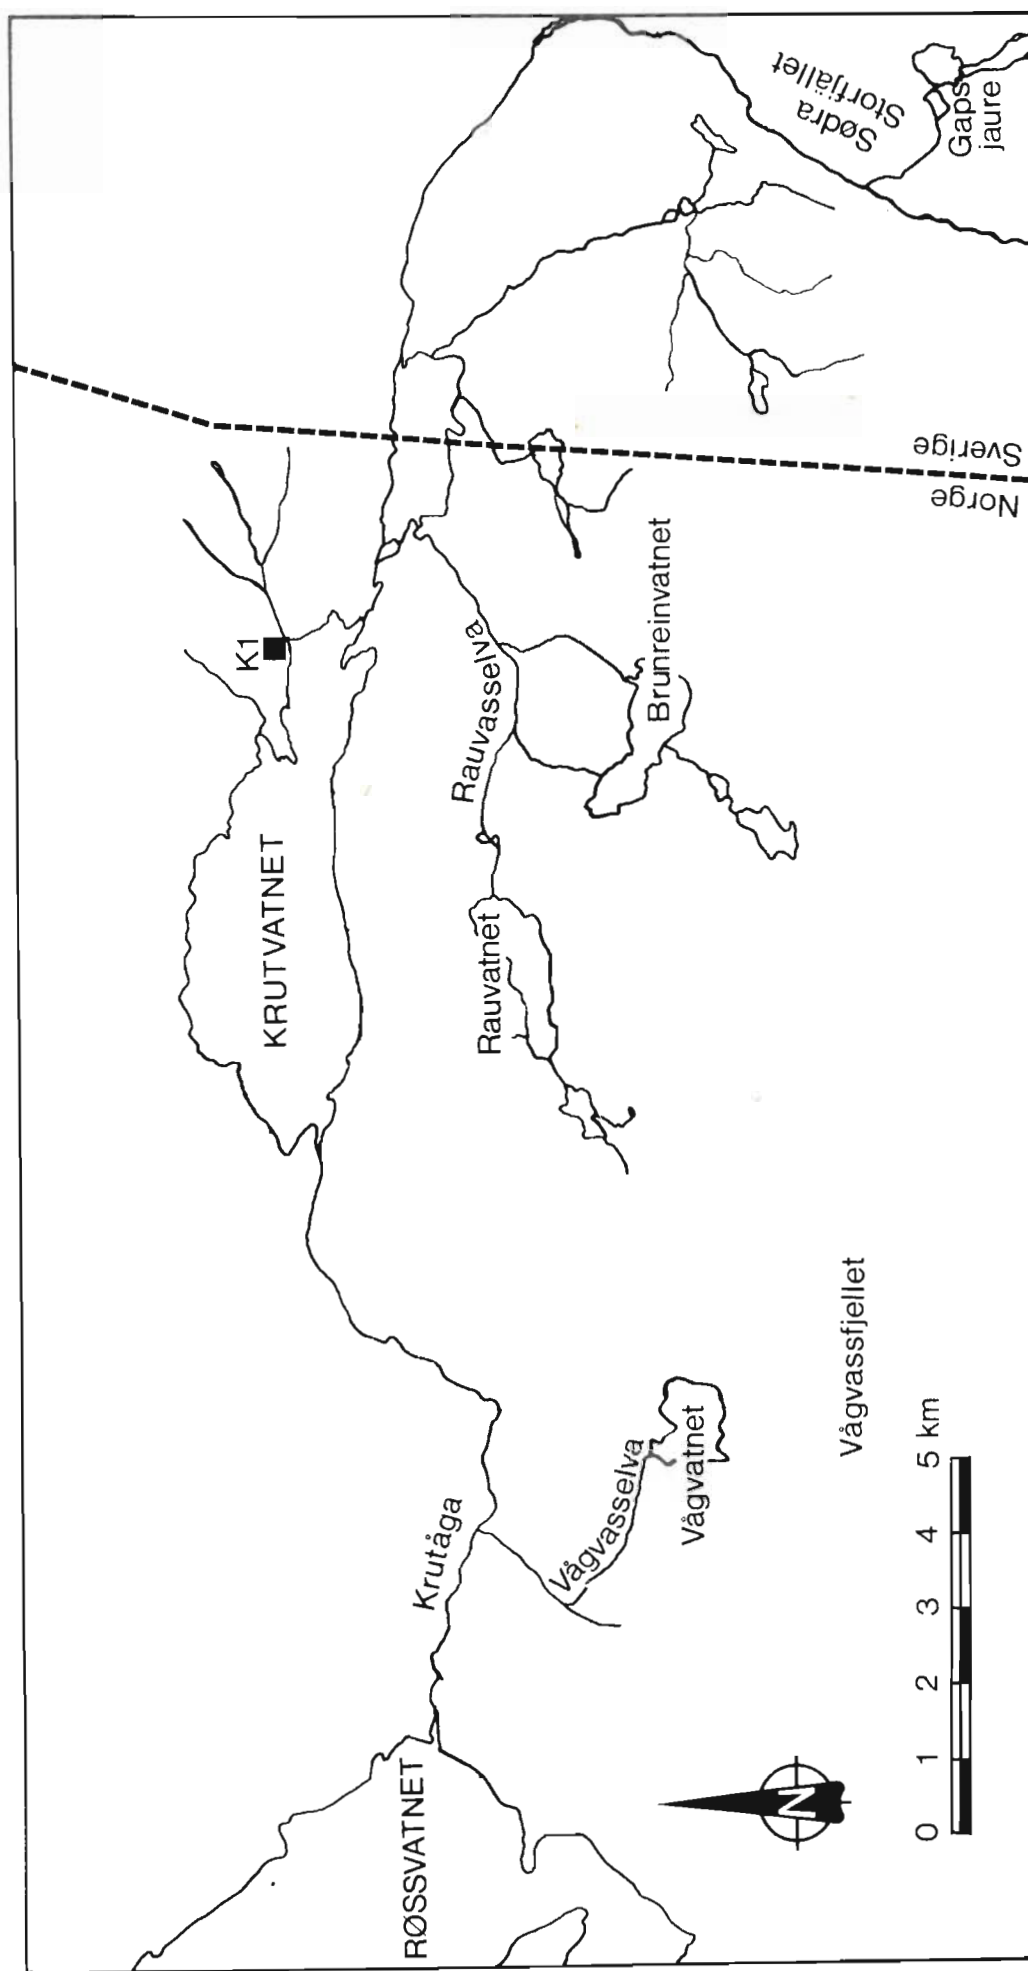 K1
KRUTVATNET
Sødra
Storfjället
Gaps
jaure
Sverige
Norge
Rauvasselva
Brunreinvatnet
Rauvatnet
Krutåga
Vågvasselva
Vågvatnet
Vågvassfjellet
RØSSVATNET
N
0 1 2 3 4 5 km